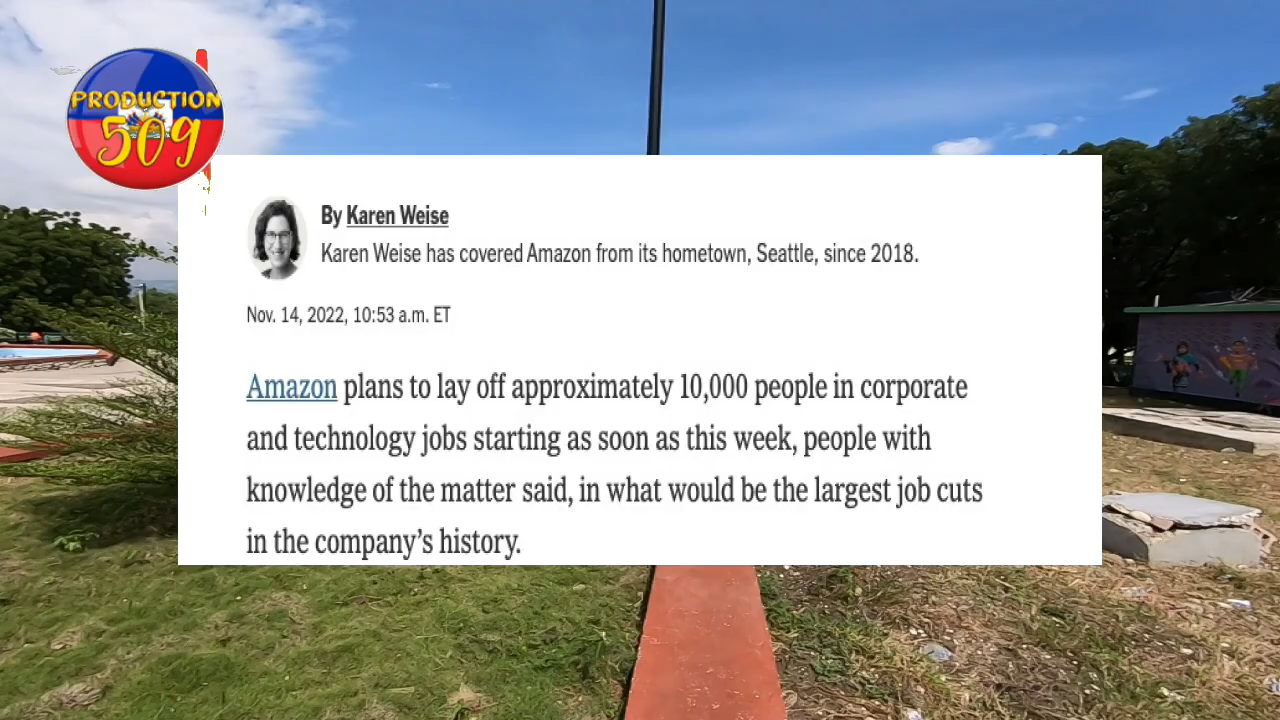 PRODUCTION
509
By Karen Weise
Karen Weise has covered Amazon from its hometown, Seattle, since 2018.
Nov. 14, 2022, 10:53 a.m. ET
Amazon plans to lay off approximately 10,000 people in corporate
and technology jobs starting as soon as this week, people with
knowledge of the matter said, in what would be the largest job cuts
in the company’s history.